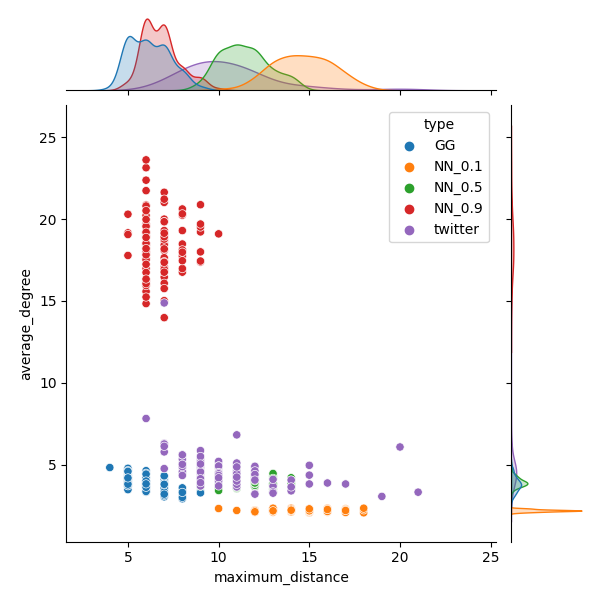 type
GG
NN_0.1
NN_0.5
NN_0.9
twitter
25
20
15
10
5
average_degree
5
10
15
20
25
maximum_distance